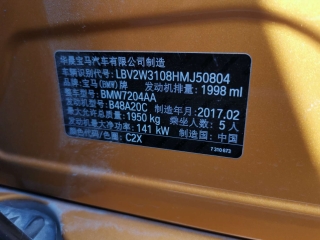 华晨宝马汽车有限公司制造
车辆识别代号: LBV2W3108HMJ50804
品牌: 宝马(BMW)牌 发动机排量: 1998 ml
型号: BMW7204AA
发动机型号: B48A20C 制造年月: 2017.02
最大允许总质量: 1950 kg 乘坐人数: 5 人
发动机最大净功率: 141 kW 制造国: 中国
颜色代码/色圈: C2X
7310873